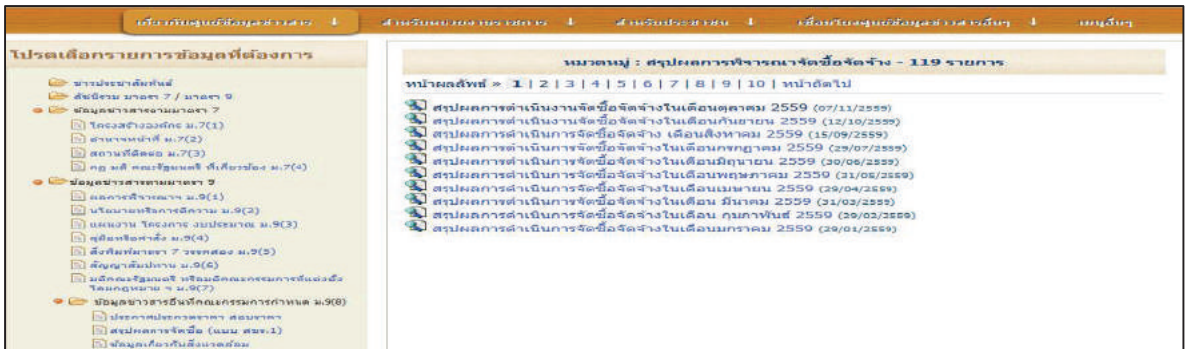 เกี่ยวกับศูนย์ข้อมูลข่าวสาร สำหรับหน่วยงานราชการ สำหรับประชาชน เชื่อมโยงศูนย์ข้อมูลข่าวสารอื่นๆ เมนูอื่นๆ
โปรดเลือกรายการข้อมูลที่ต้องการ
ข่าวประชาสัมพันธ์
ดัชนีรวม มาตรา 7 / มาตรา 9
ข้อมูลข่าวสารตามมาตรา 7
โครงสร้างองค์กร ม.7(1)
อำนาจหน้าที่ ม.7(2)
สถานที่ติดต่อ ม.7(3)
กฎ มติ คณะรัฐมนตรี ที่เกี่ยวข้อง ม.7(4)
ข้อมูลข่าวสารตามมาตรา 9
ผลการพิจารณาฯ ม.9(1)
นโยบายหรือการตีความ ม.9(2)
แผนงาน โครงการ งบประมาณ ม.9(3)
คู่มือหรือคำสั่ง ม.9(4)
สิ่งพิมพ์มาตรา 7 วรรคสอง ม.9(5)
สัญญาสัมปทาน ม.9(6)
มติคณะรัฐมนตรี หรือมติคณะกรรมการที่แต่งตั้ง
โดยกฎหมาย ฯ ม.9(7)
ข้อมูลข่าวสารอื่นที่คณะกรรมการกำหนด ม.9(8)
ประกาศประกวดราคา สอบราคา
สรุปผลการจัดซื้อ (แบบ สขร.1)
ข้อมูลเกี่ยวกับสิ่งแวดล้อม
หมวดหมู่ : สรุปผลการพิจารณาจัดซื้อจัดจ้าง - 119 รายการ
หน้าผลลัพธ์ » 1 | 2 | 3 | 4 | 5 | 6 | 7 | 8 | 9 | 10 | หน้าถัดไป
สรุปผลการดำเนินงานจัดซื้อจัดจ้างในเดือนตุลาคม 2559 (07/11/2559)
สรุปผลการดำเนินงานจัดซื้อจัดจ้างในเดือนกันยายน 2559 (12/10/2559)
สรุปผลการดำเนินการจัดซื้อจัดจ้าง เดือนสิงหาคม 2559 (15/09/2559)
สรุปผลการดำเนินการจัดซื้อจัดจ้างในเดือนกรกฎาคม 2559 (29/07/2559)
สรุปผลการดำเนินการจัดซื้อจัดจ้างในเดือนมิถุนายน 2559 (30/06/2559)
สรุปผลการดำเนินการจัดซื้อจัดจ้างในเดือนพฤษภาคม 2559 (31/05/2559)
สรุปผลการดำเนินการจัดซื้อจัดจ้างในเดือนเมษายน 2559 (29/04/2559)
สรุปผลการดำเนินการจัดซื้อจัดจ้างในเดือน มีนาคม 2559 (31/03/2559)
สรุปผลการดำเนินการจัดซื้อจัดจ้างในเดือน กุมภาพันธ์ 2559 (29/02/2559)
สรุปผลการดำเนินการจัดซื้อจัดจ้างในเดือนมกราคม 2559 (29/01/2559)